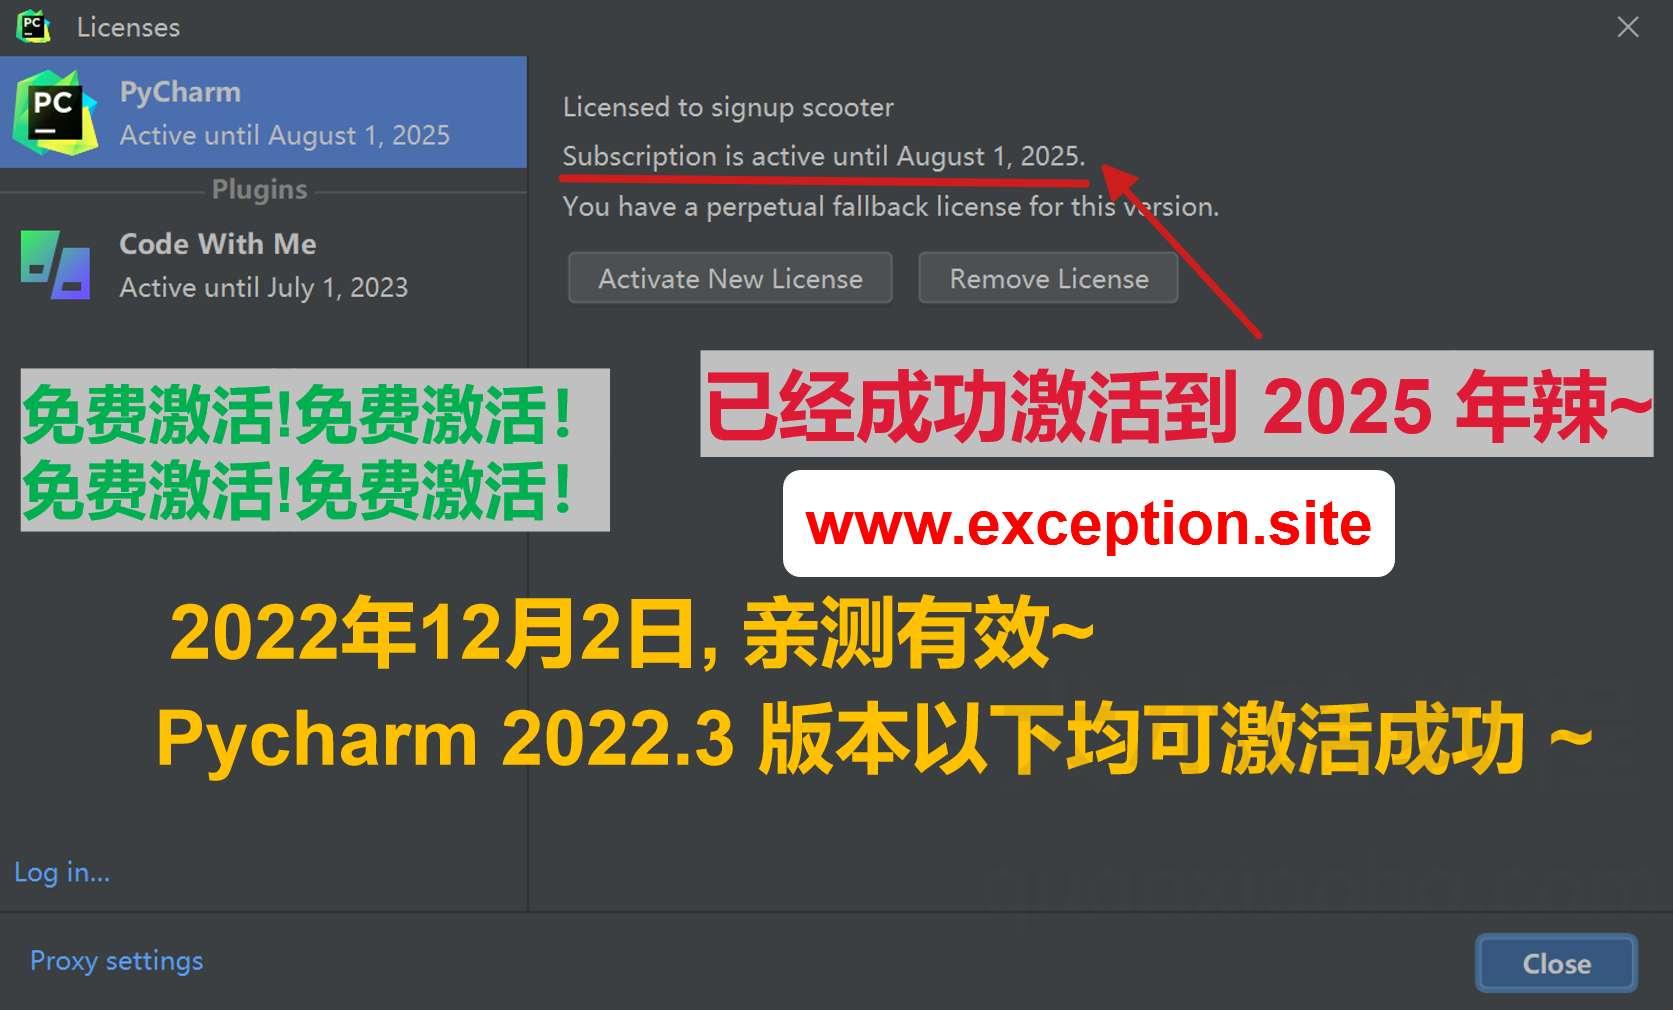 PC
Licenses
PC
PyCharm
Active until August 1, 2025
Plugins
Code With Me
Active until July 1, 2023
Licensed to signup scooter
Subscription is active until August 1, 2025.
You have a perpetual fallback license for this version.
Activate New License
Remove License
免费激活!免费激活!
免费激活!免费激活!
已经成功激活到 2025 年辣~
www.exception.site
2022年12月2日, 亲测有效~
Pycharm 2022.3 版本以下均可激活成功 ~
Log in...
Proxy settings
Close